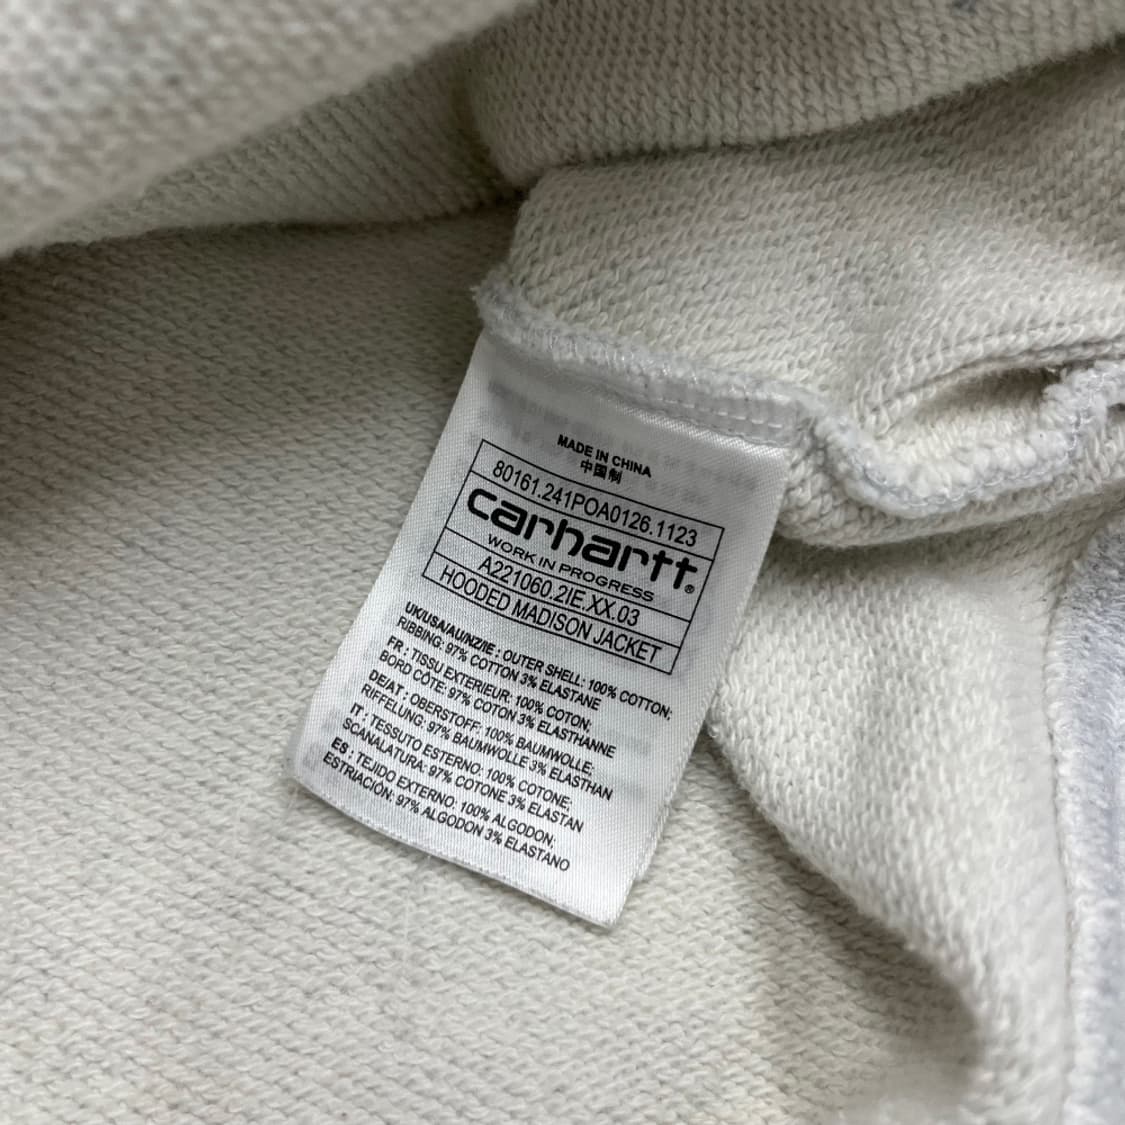 MADE IN CHINA
中国制
80161.241POA0126.1123
carhartt®
WORK IN PROGRESS
A221060.2IE.XX.03
HOODED MADISON JACKET
UK/USA/AU/NZ/IE : OUTER SHELL: 100% COTTON;
RIBBING: 97% COTTON 3% ELASTANE
FR : TISSU EXTERIEUR: 100% COTON;
BORD CÔTE: 97% COTON 3% ELASTHANNE
DE/AT : OBERSTOFF: 100% BAUMWOLLE;
RIFFELUNG: 97% BAUMWOLLE 3% ELASTHAN
IT : TESSUTO ESTERNO: 100% COTONE;
SCANALATURA: 97% COTONE 3% ELASTAN
ES : TEJIDO EXTERNO: 100% ALGODON;
ESTRIACIÓN: 97% ALGODON 3% ELASTANO